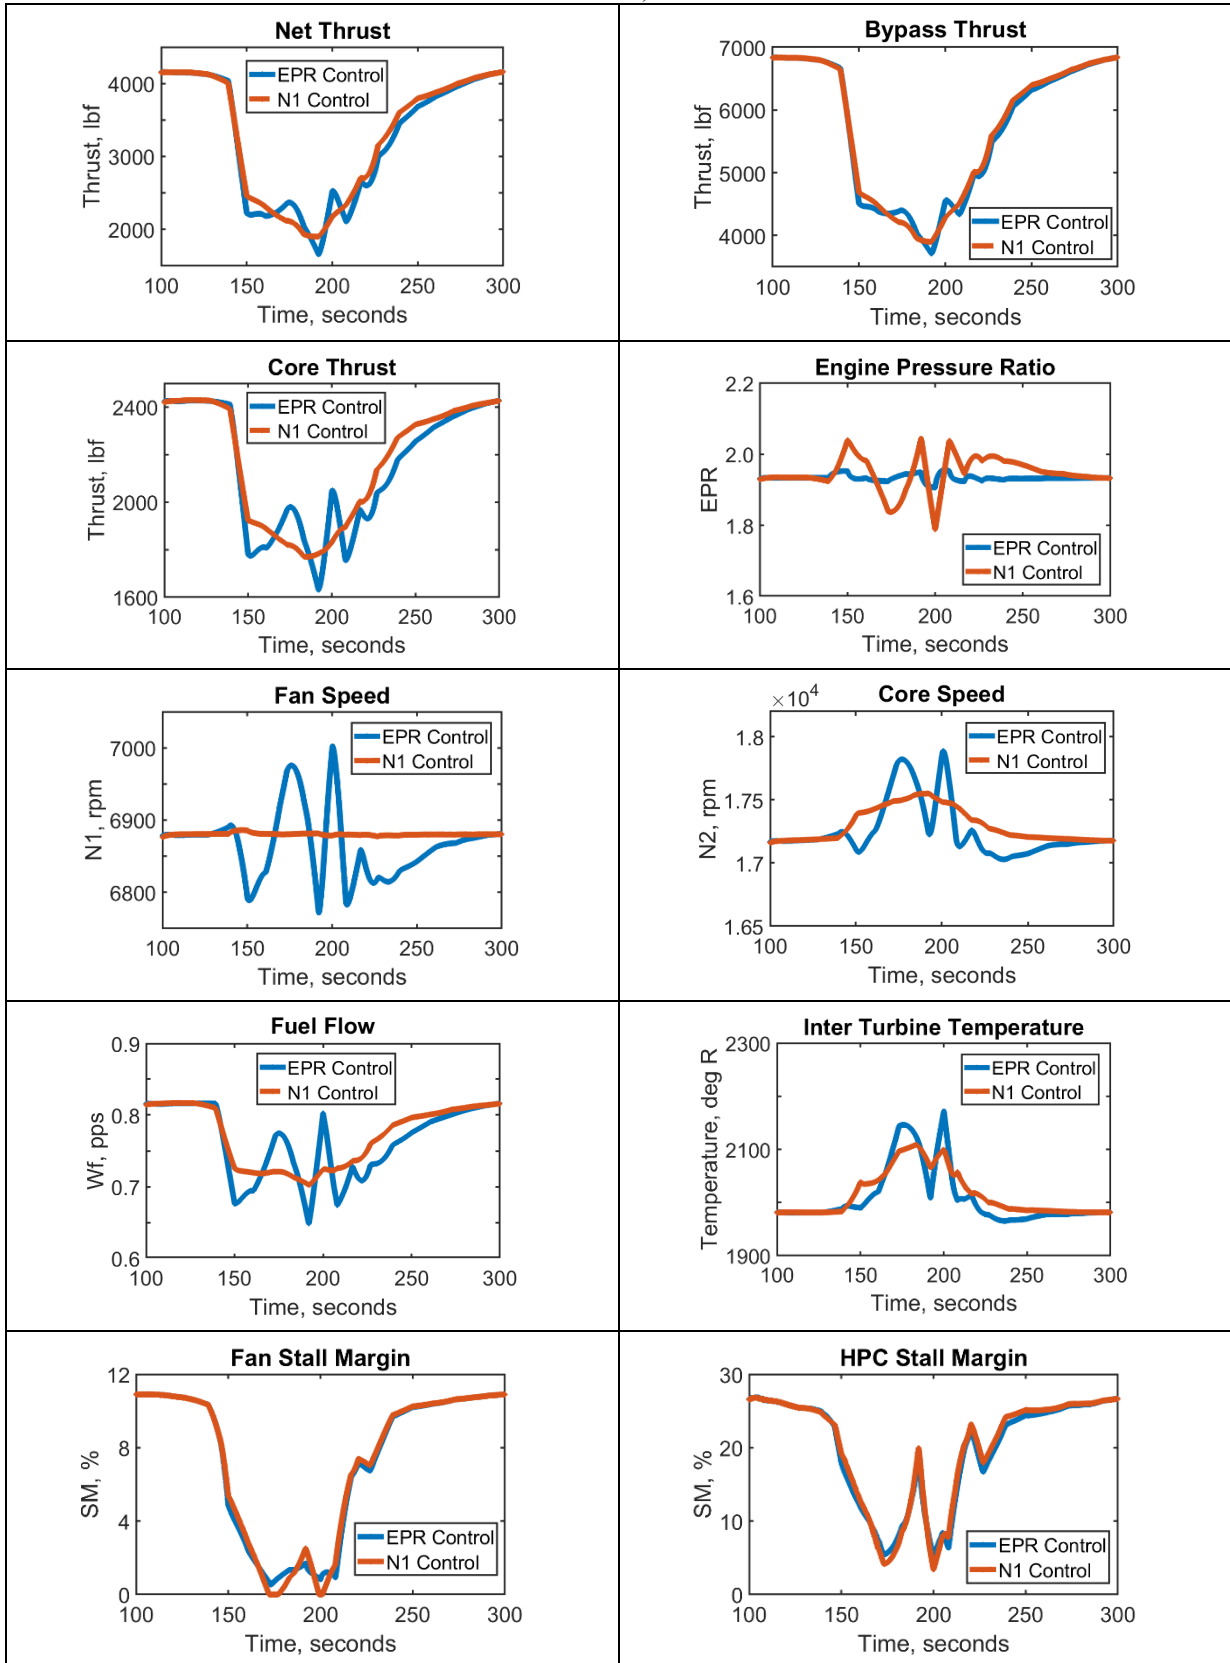 Net Thrust
Thrust, lbf
4000
3000
2000
EPR Control
N1 Control
100 150 200 250 300
Time, seconds
Bypass Thrust
Thrust, lbf
7000
6000
5000
4000
EPR Control
N1 Control
100 150 200 250 300
Time, seconds
Core Thrust
Thrust, lbf
2400
2000
1600
EPR Control
N1 Control
100 150 200 250 300
Time, seconds
Engine Pressure Ratio
EPR
2.2
2.0
1.8
1.6
EPR Control
N1 Control
100 150 200 250 300
Time, seconds
Fan Speed
N1, rpm
7000
6900
6800
EPR Control
N1 Control
100 150 200 250 300
Time, seconds
×10⁴
Core Speed
N2, rpm
1.8
1.75
1.7
1.65
EPR Control
N1 Control
100 150 200 250 300
Time, seconds
Fuel Flow
Wf, pps
0.9
0.8
0.7
0.6
EPR Control
N1 Control
100 150 200 250 300
Time, seconds
Inter Turbine Temperature
Temperature, deg R
2300
2100
1900
EPR Control
N1 Control
100 150 200 250 300
Time, seconds
Fan Stall Margin
SM, %
12
8
4
0
EPR Control
N1 Control
100 150 200 250 300
Time, seconds
HPC Stall Margin
SM, %
30
20
10
0
EPR Control
N1 Control
100 150 200 250 300
Time, seconds